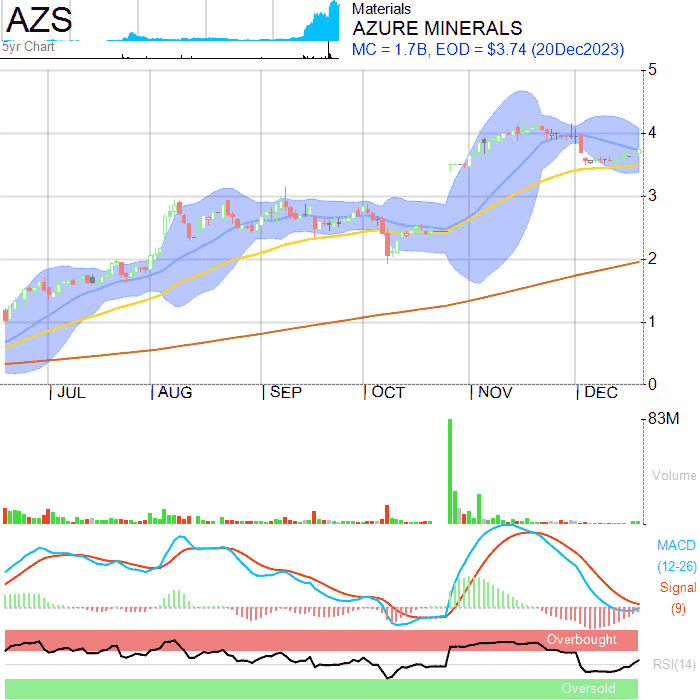 AZS
5yr Chart
Materials
AZURE MINERALS
MC = 1.7B, EOD = $3.74 (20Dec2023)
5
4
3
2
1
0
JUL AUG SEP OCT NOV DEC
83M
Volume
MACD
(12-26)
Signal
(9)
Overbought
RSI(14)
Oversold